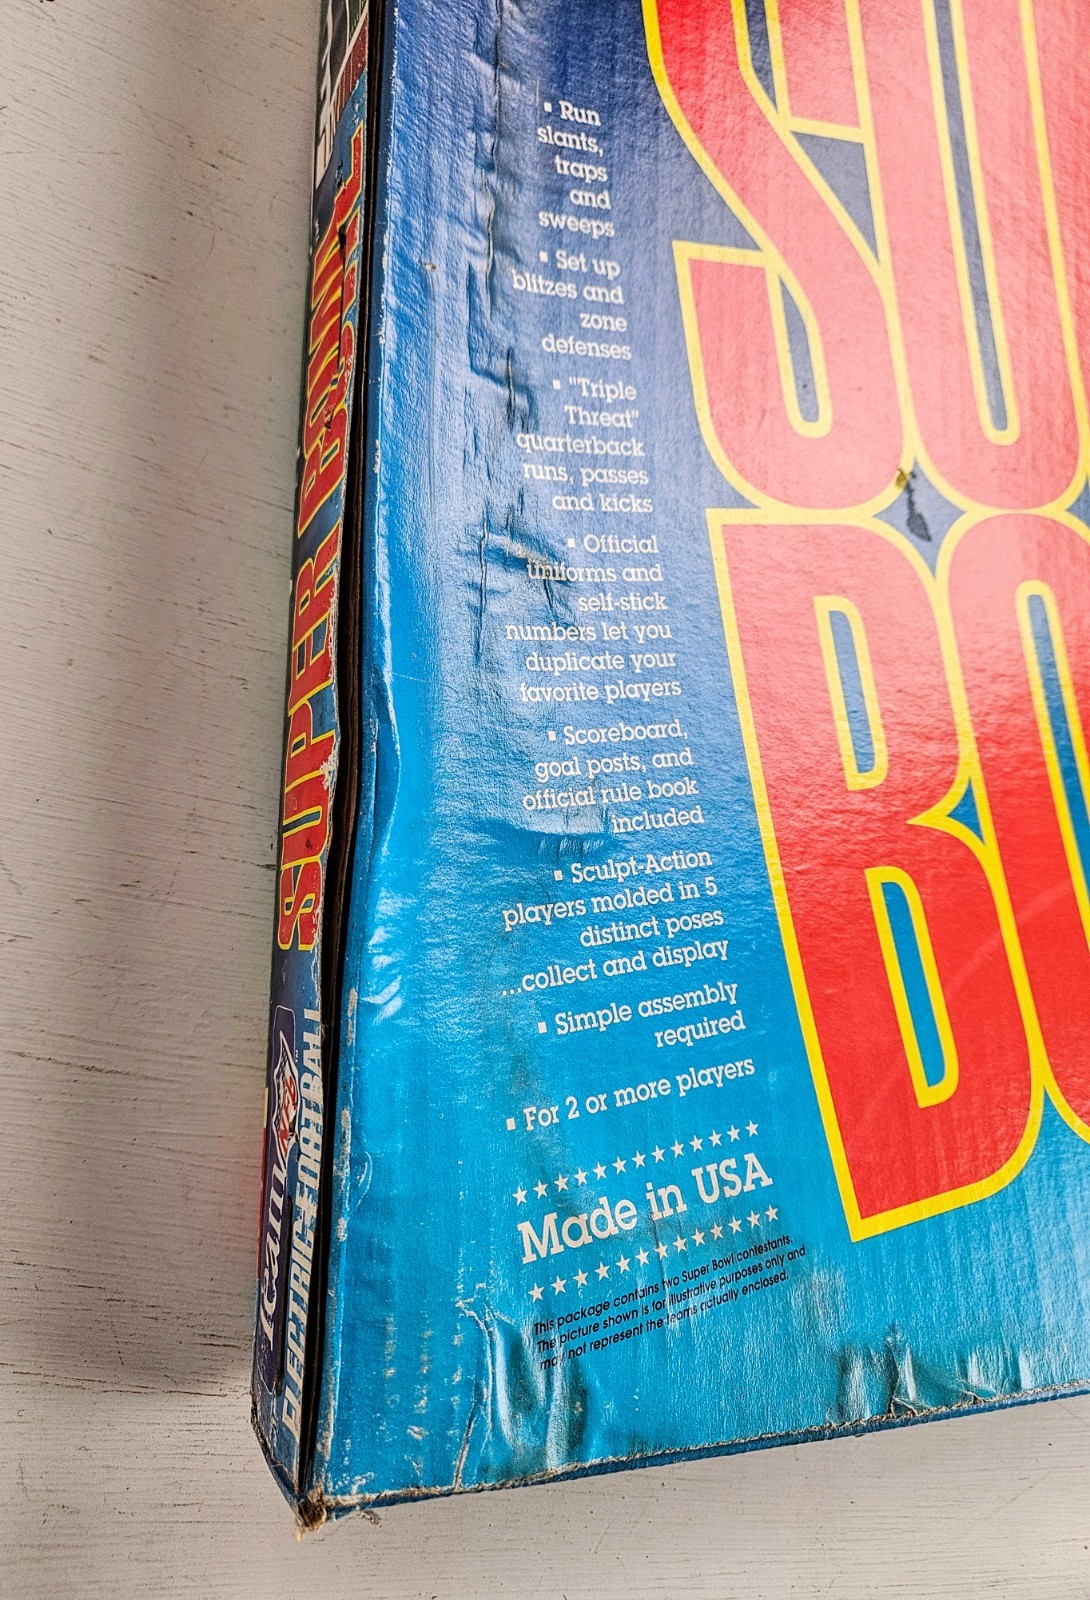 ▪ Run
slants,
traps
and
sweeps
▪ Set up
blitzes and
zone
defenses
▪ "Triple
Threat"
quarterback
runs, passes
and kicks
▪ Official
uniforms and
self-stick
numbers let you
duplicate your
favorite players
▪ Scoreboard,
goal posts, and
official rule book
included
▪ Sculpt-Action
players molded in 5
distinct poses
...collect and display
▪ Simple assembly
required
▪ For 2 or more players
Made in USA
This package contains two Super Bowl contestants.
The picture shown is for illustrative purposes only and
may not represent the teams actually enclosed.
SU
BO
SUPER BOWL
Team NFL™
ELECTRIC FOOTBALL